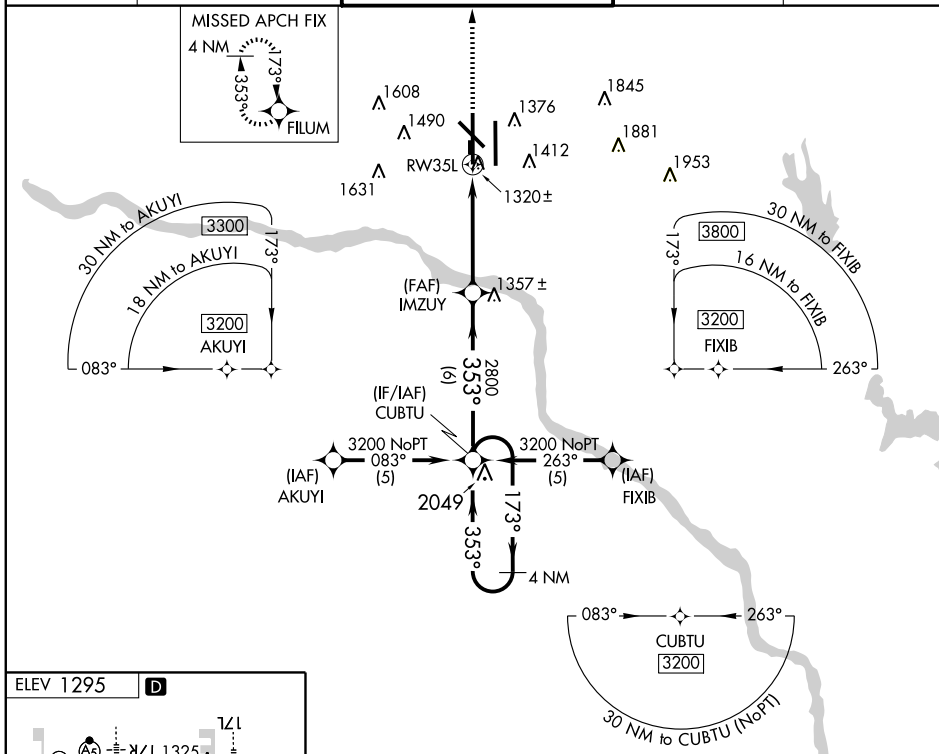 MISSED APCH FIX
4 NM
173°
353°
FILUM
1608
1490
1631
1376
1412
1845
1881
1953
RW35L
1320±
30 NM to AKUYI
3300
173°
18 NM to AKUYI
3200
AKUYI
083°
30 NM to FIXIB
3800
173°
16 NM to FIXIB
3200
FIXIB
263°
(FAF)
IMZUY
1357±
2800
353°
(6)
(IF/IAF)
CUBTU
3200 NoPT
083°
(5)
(IAF)
AKUYI
3200 NoPT
263°
(5)
(IAF)
FIXIB
2049
173°
353°
4 NM
083°
263°
CUBTU
3200
30 NM to CUBTU (NoPT)
ELEV 1295
D
17L
A5
17R 1325